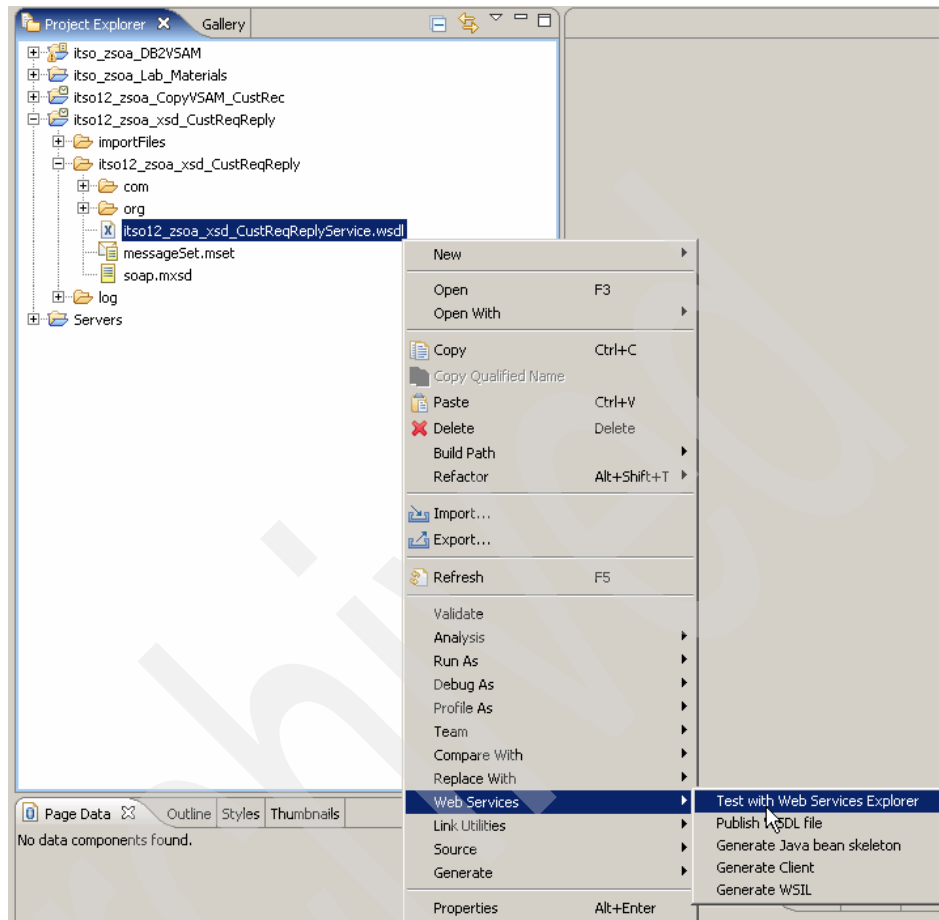 Project Explorer Gallery
itso_zsoa_DB2VSAM
itso_zsoa_Lab_Materials
itso12_zsoa_CopyVSAM_CustRec
itso12_zsoa_xsd_CustReqReply
importFiles
itso12_zsoa_xsd_CustReqReply
com
org
itso12_zsoa_xsd_CustReqReplyService.wsdl
messageSet.mset
soap.mxsd
log
Servers
New
Open F3
Open With
Copy Ctrl+C
Copy Qualified Name
Paste Ctrl+V
Delete Delete
Build Path
Refactor Alt+Shift+T
Import...
Export...
Refresh F5
Validate
Analysis
Run As
Debug As
Profile As
Team
Compare With
Replace With
Web Services
Link Utilities
Source
Generate
Properties Alt+Enter
Test with Web Services Explorer
Publish WSDL file
Generate Java bean skeleton
Generate Client
Generate WSIL
Page Data Outline Styles Thumbnails
No data components found.